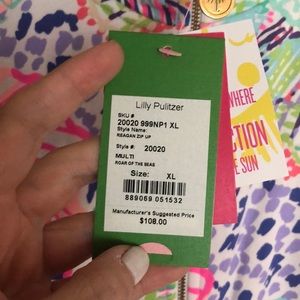 Lilly Pulitzer
SKU #
20020 999NP1 XL
Style Name:
REAGAN ZIP UP
Style #: 20020
MULTI
ROAR OF THE SEAS
Size: XL
889069 051532
Manufacturer's Suggested Price
$108.00
WHERE
CTION
E SUN